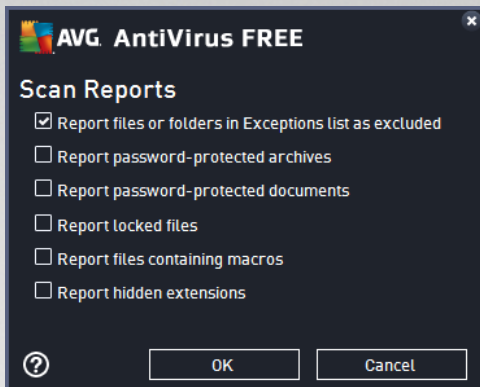 AVG. AntiVirus FREE
Scan Reports
Report files or folders in Exceptions list as excluded
Report password-protected archives
Report password-protected documents
Report locked files
Report files containing macros
Report hidden extensions
? OK Cancel